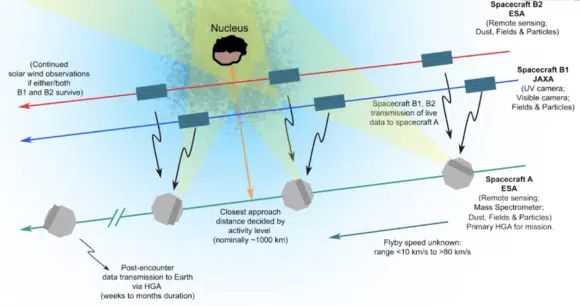 Spacecraft B2
ESA
(Remote sensing;
Dust, Fields & Particles)
Nucleus
(Continued
solar wind observations
if either/both
B1 and B2 survive)
Spacecraft B1
JAXA
(UV camera;
Visible camera;
Fields & Particles)
Spacecraft B1, B2
transmission of live
data to spacecraft A
Spacecraft A
ESA
(Remote sensing;
Mass Spectrometer;
Dust, Fields & Particles)
Primary HGA for mission.
Closest approach
distance decided by
activity level
(nominally ~1000 km)
Flyby speed unknown:
range <10 km/s to >80 km/s
Post-encounter
data transmission to Earth
via HGA
(weeks to months duration)